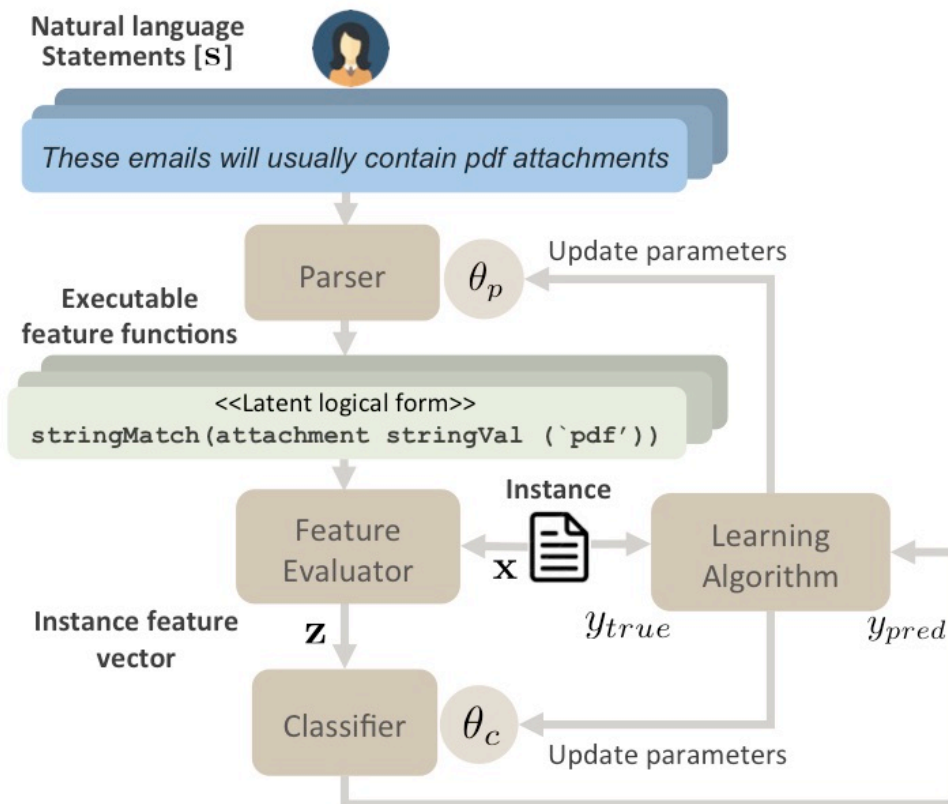 Natural language
Statements [s]
These emails will usually contain pdf attachments
Parser
θp
Update parameters
Executable
feature functions
<<Latent logical form>>
stringMatch(attachment stringVal (`pdf'))
Instance
Feature
Evaluator
x
Learning
Algorithm
Instance feature
vector
z
ytrue
ypred
Classifier
θc
Update parameters